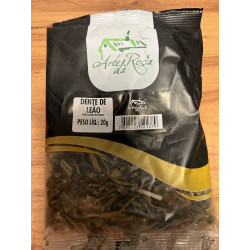 Arte da Roça
DENTE DE
LEÃO
PESO LÍQ.: 20g